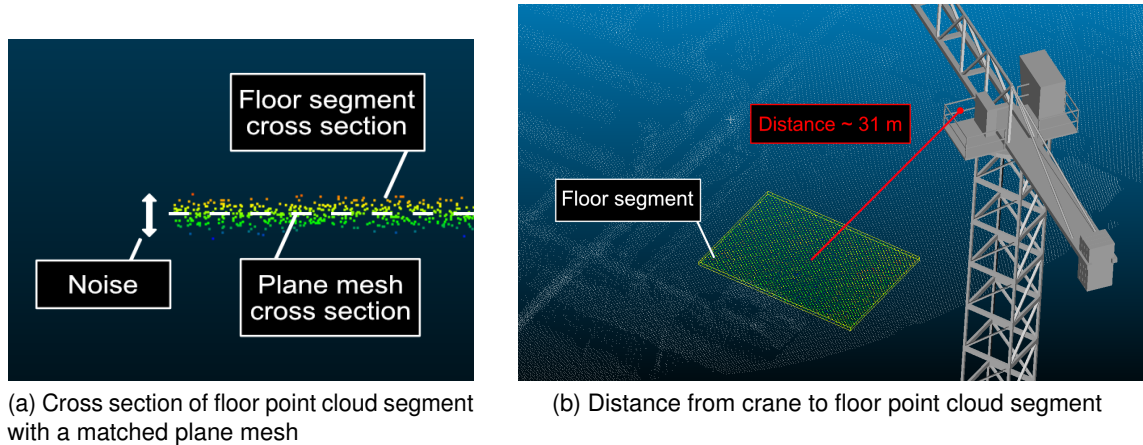 Floor segment
cross section
Noise
Plane mesh
cross section
(a) Cross section of floor point cloud segment
with a matched plane mesh
Distance ~ 31 m
Floor segment
(b) Distance from crane to floor point cloud segment